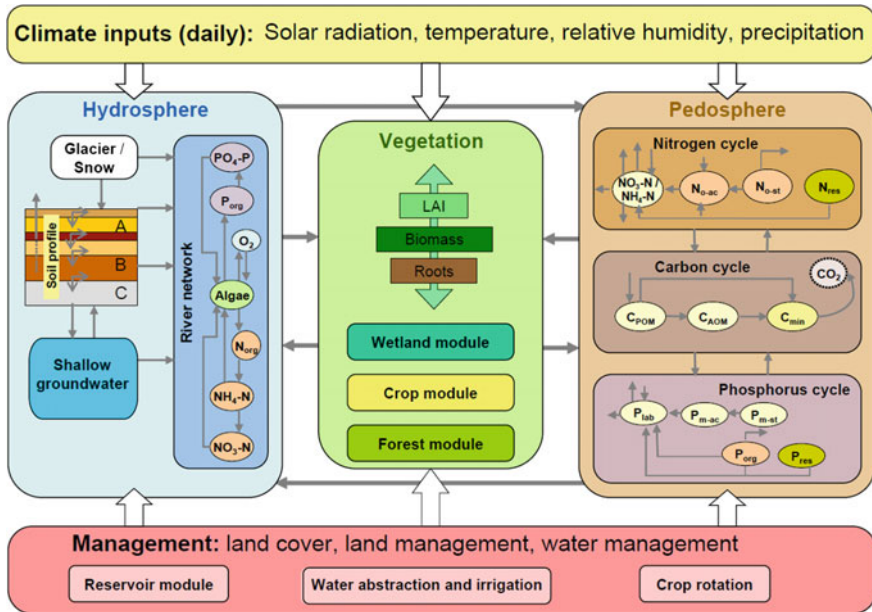 Climate inputs (daily): Solar radiation, temperature, relative humidity, precipitation
Hydrosphere
Glacier /
Snow
Soil profile
A
B
C
Shallow
groundwater
River network
PO4-P
Porg
O2
Algae
Norg
NH4-N
NO3-N
Vegetation
LAI
Biomass
Roots
Wetland module
Crop module
Forest module
Pedosphere
Nitrogen cycle
NO3-N /
NH4-N
No-ac
No-st
Nres
Carbon cycle
CO2
CPOM
CAOM
Cmin
Phosphorus cycle
Plab
Pm-ac
Pm-st
Porg
Pres
Management: land cover, land management, water management
Reservoir module
Water abstraction and irrigation
Crop rotation